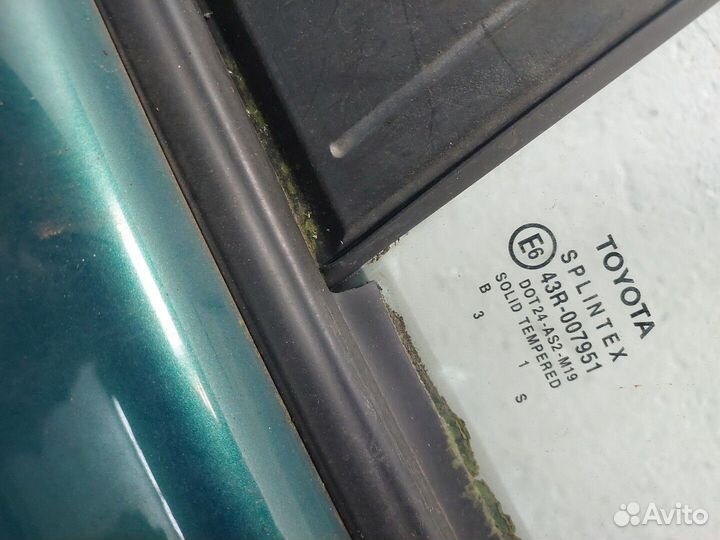 TOYOTA
SPLINTEX
E6 43R-007951
DOT24-AS2-M19
SOLID TEMPERED
B 3 1 S
Avito